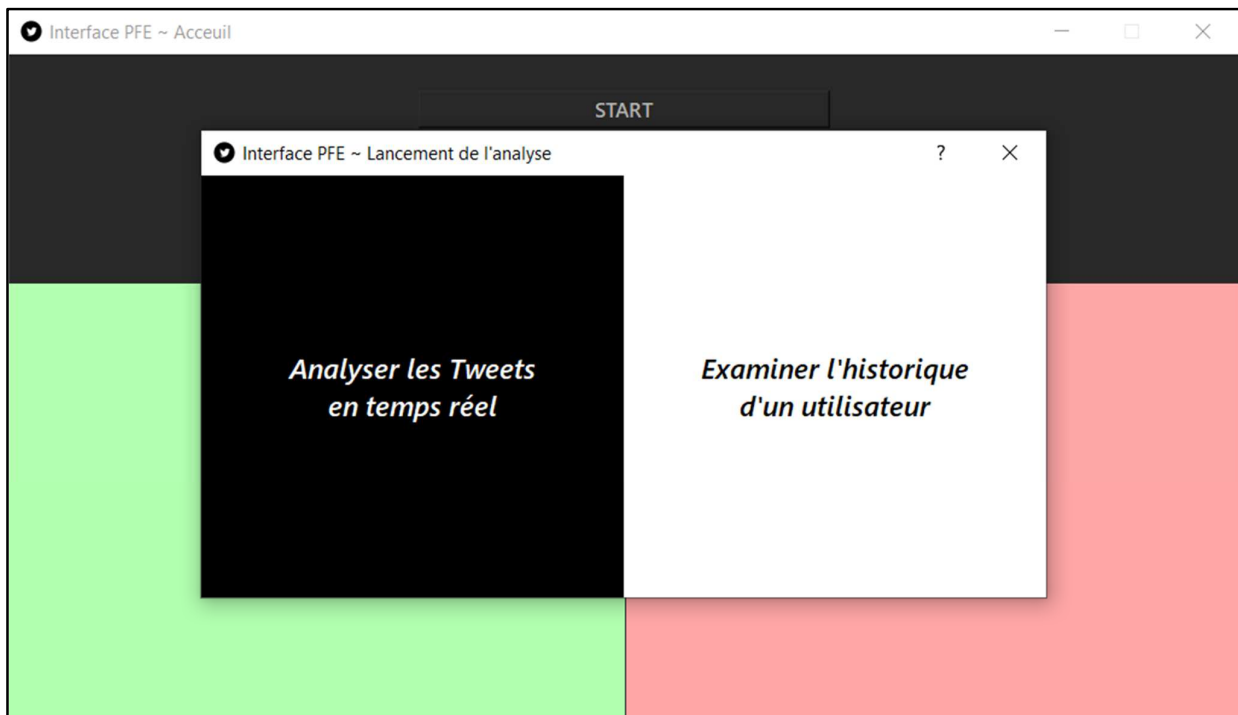 Interface PFE ~ Acceuil
START
Interface PFE ~ Lancement de l'analyse
?
Analyser les Tweets
en temps réel
Examiner l'historique
d'un utilisateur